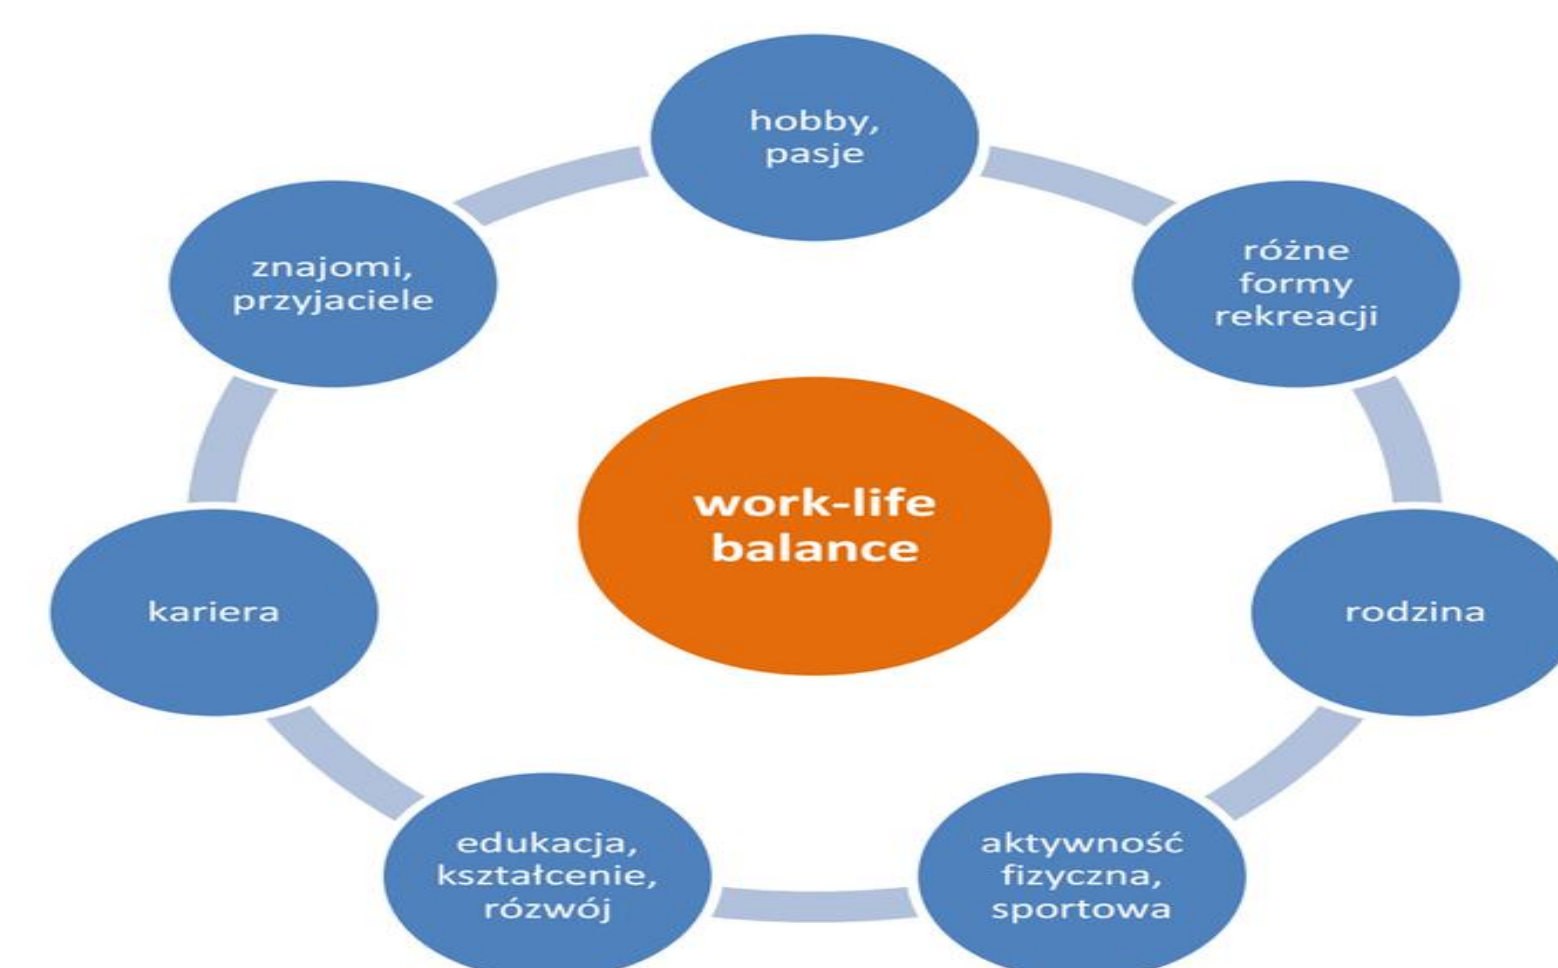 hobby,
pasje
różne
formy
rekreacji
rodzina
aktywność
fizyczna,
sportowa
edukacja,
kształcenie,
rózwój
kariera
znajomi,
przyjaciele
work-life
balance